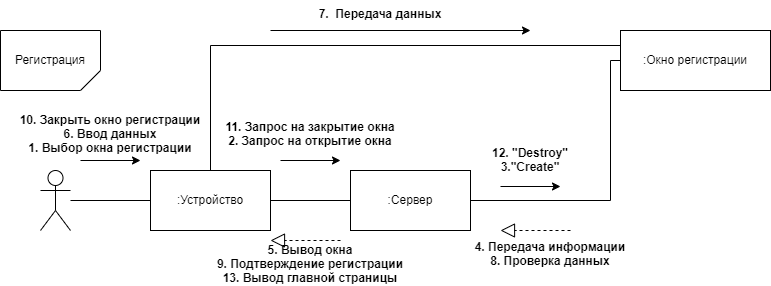 7. Передача данных
Регистрация
:Окно регистрации
10. Закрыть окно регистрации
6. Ввод данных
1. Выбор окна регистрации
11. Запрос на закрытие окна
2. Запрос на открытие окна
12. "Destroy"
3."Create"
:Устройство
:Сервер
5. Вывод окна
9. Подтверждение регистрации
13. Вывод главной страницы
4. Передача информации
8. Проверка данных